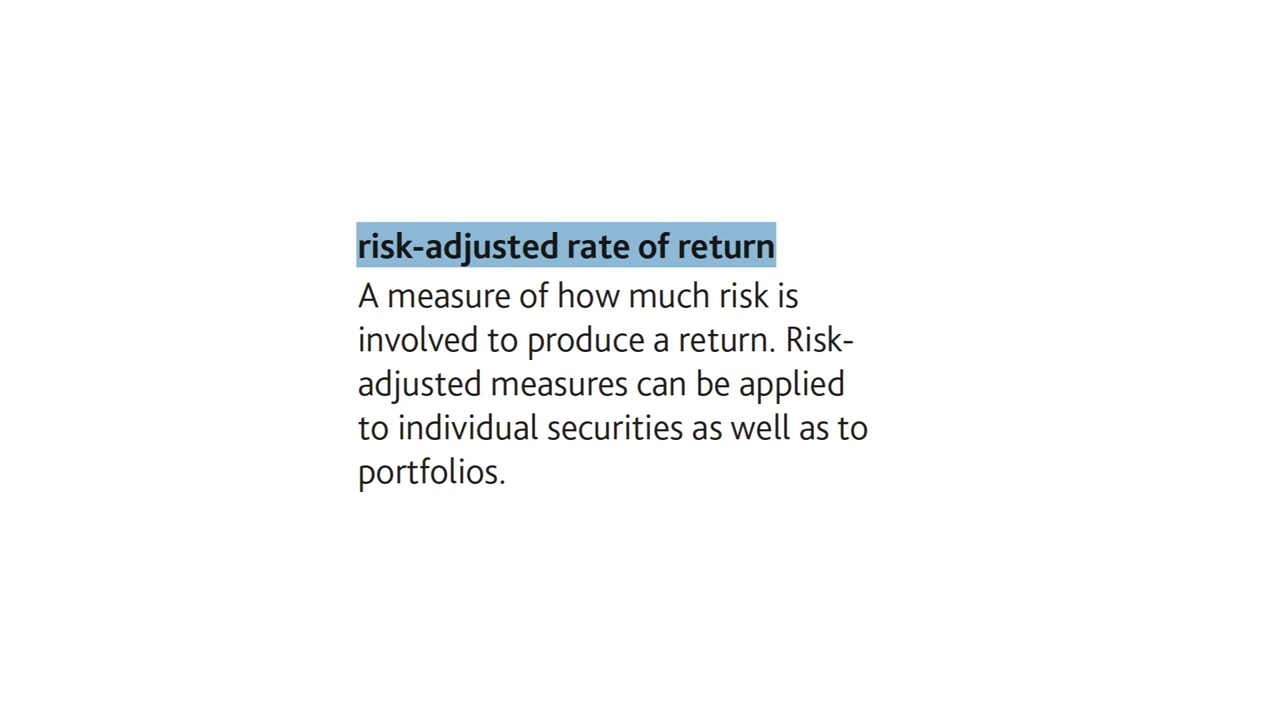 risk-adjusted rate of return
A measure of how much risk is
involved to produce a return. Risk-
adjusted measures can be applied
to individual securities as well as to
portfolios.